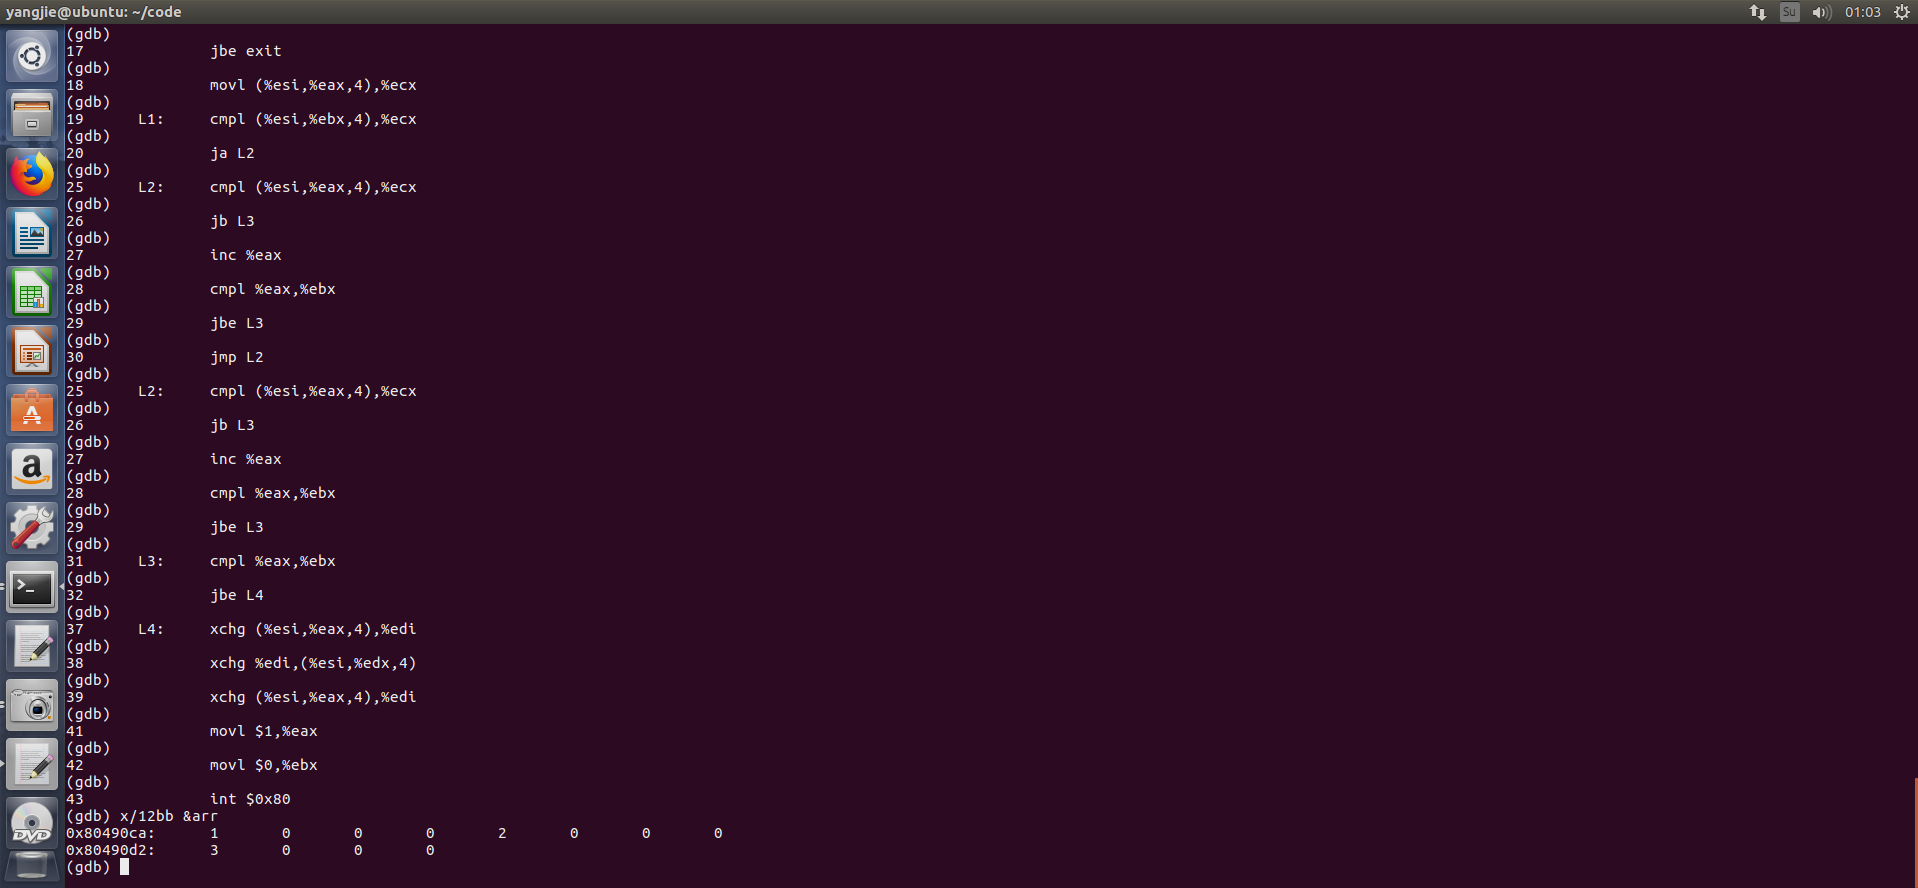 yangjie@ubuntu: ~/code
Su
01:03
(gdb)
17 jbe exit
(gdb)
18 movl (%esi,%eax,4),%ecx
(gdb)
19 L1: cmpl (%esi,%ebx,4),%ecx
(gdb)
20 ja L2
(gdb)
25 L2: cmpl (%esi,%eax,4),%ecx
(gdb)
26 jb L3
(gdb)
27 inc %eax
(gdb)
28 cmpl %eax,%ebx
(gdb)
29 jbe L3
(gdb)
30 jmp L2
(gdb)
25 L2: cmpl (%esi,%eax,4),%ecx
(gdb)
26 jb L3
(gdb)
27 inc %eax
(gdb)
28 cmpl %eax,%ebx
(gdb)
29 jbe L3
(gdb)
31 L3: cmpl %eax,%ebx
(gdb)
32 jbe L4
(gdb)
37 L4: xchg (%esi,%eax,4),%edi
(gdb)
38 xchg %edi,(%esi,%edx,4)
(gdb)
39 xchg (%esi,%eax,4),%edi
(gdb)
41 movl $1,%eax
(gdb)
42 movl $0,%ebx
(gdb)
43 int $0x80
(gdb) x/12bb &arr
0x80490ca: 1 0 0 0 2 0 0 0
0x80490d2: 3 0 0 0
(gdb)
A
a
>_
DVD